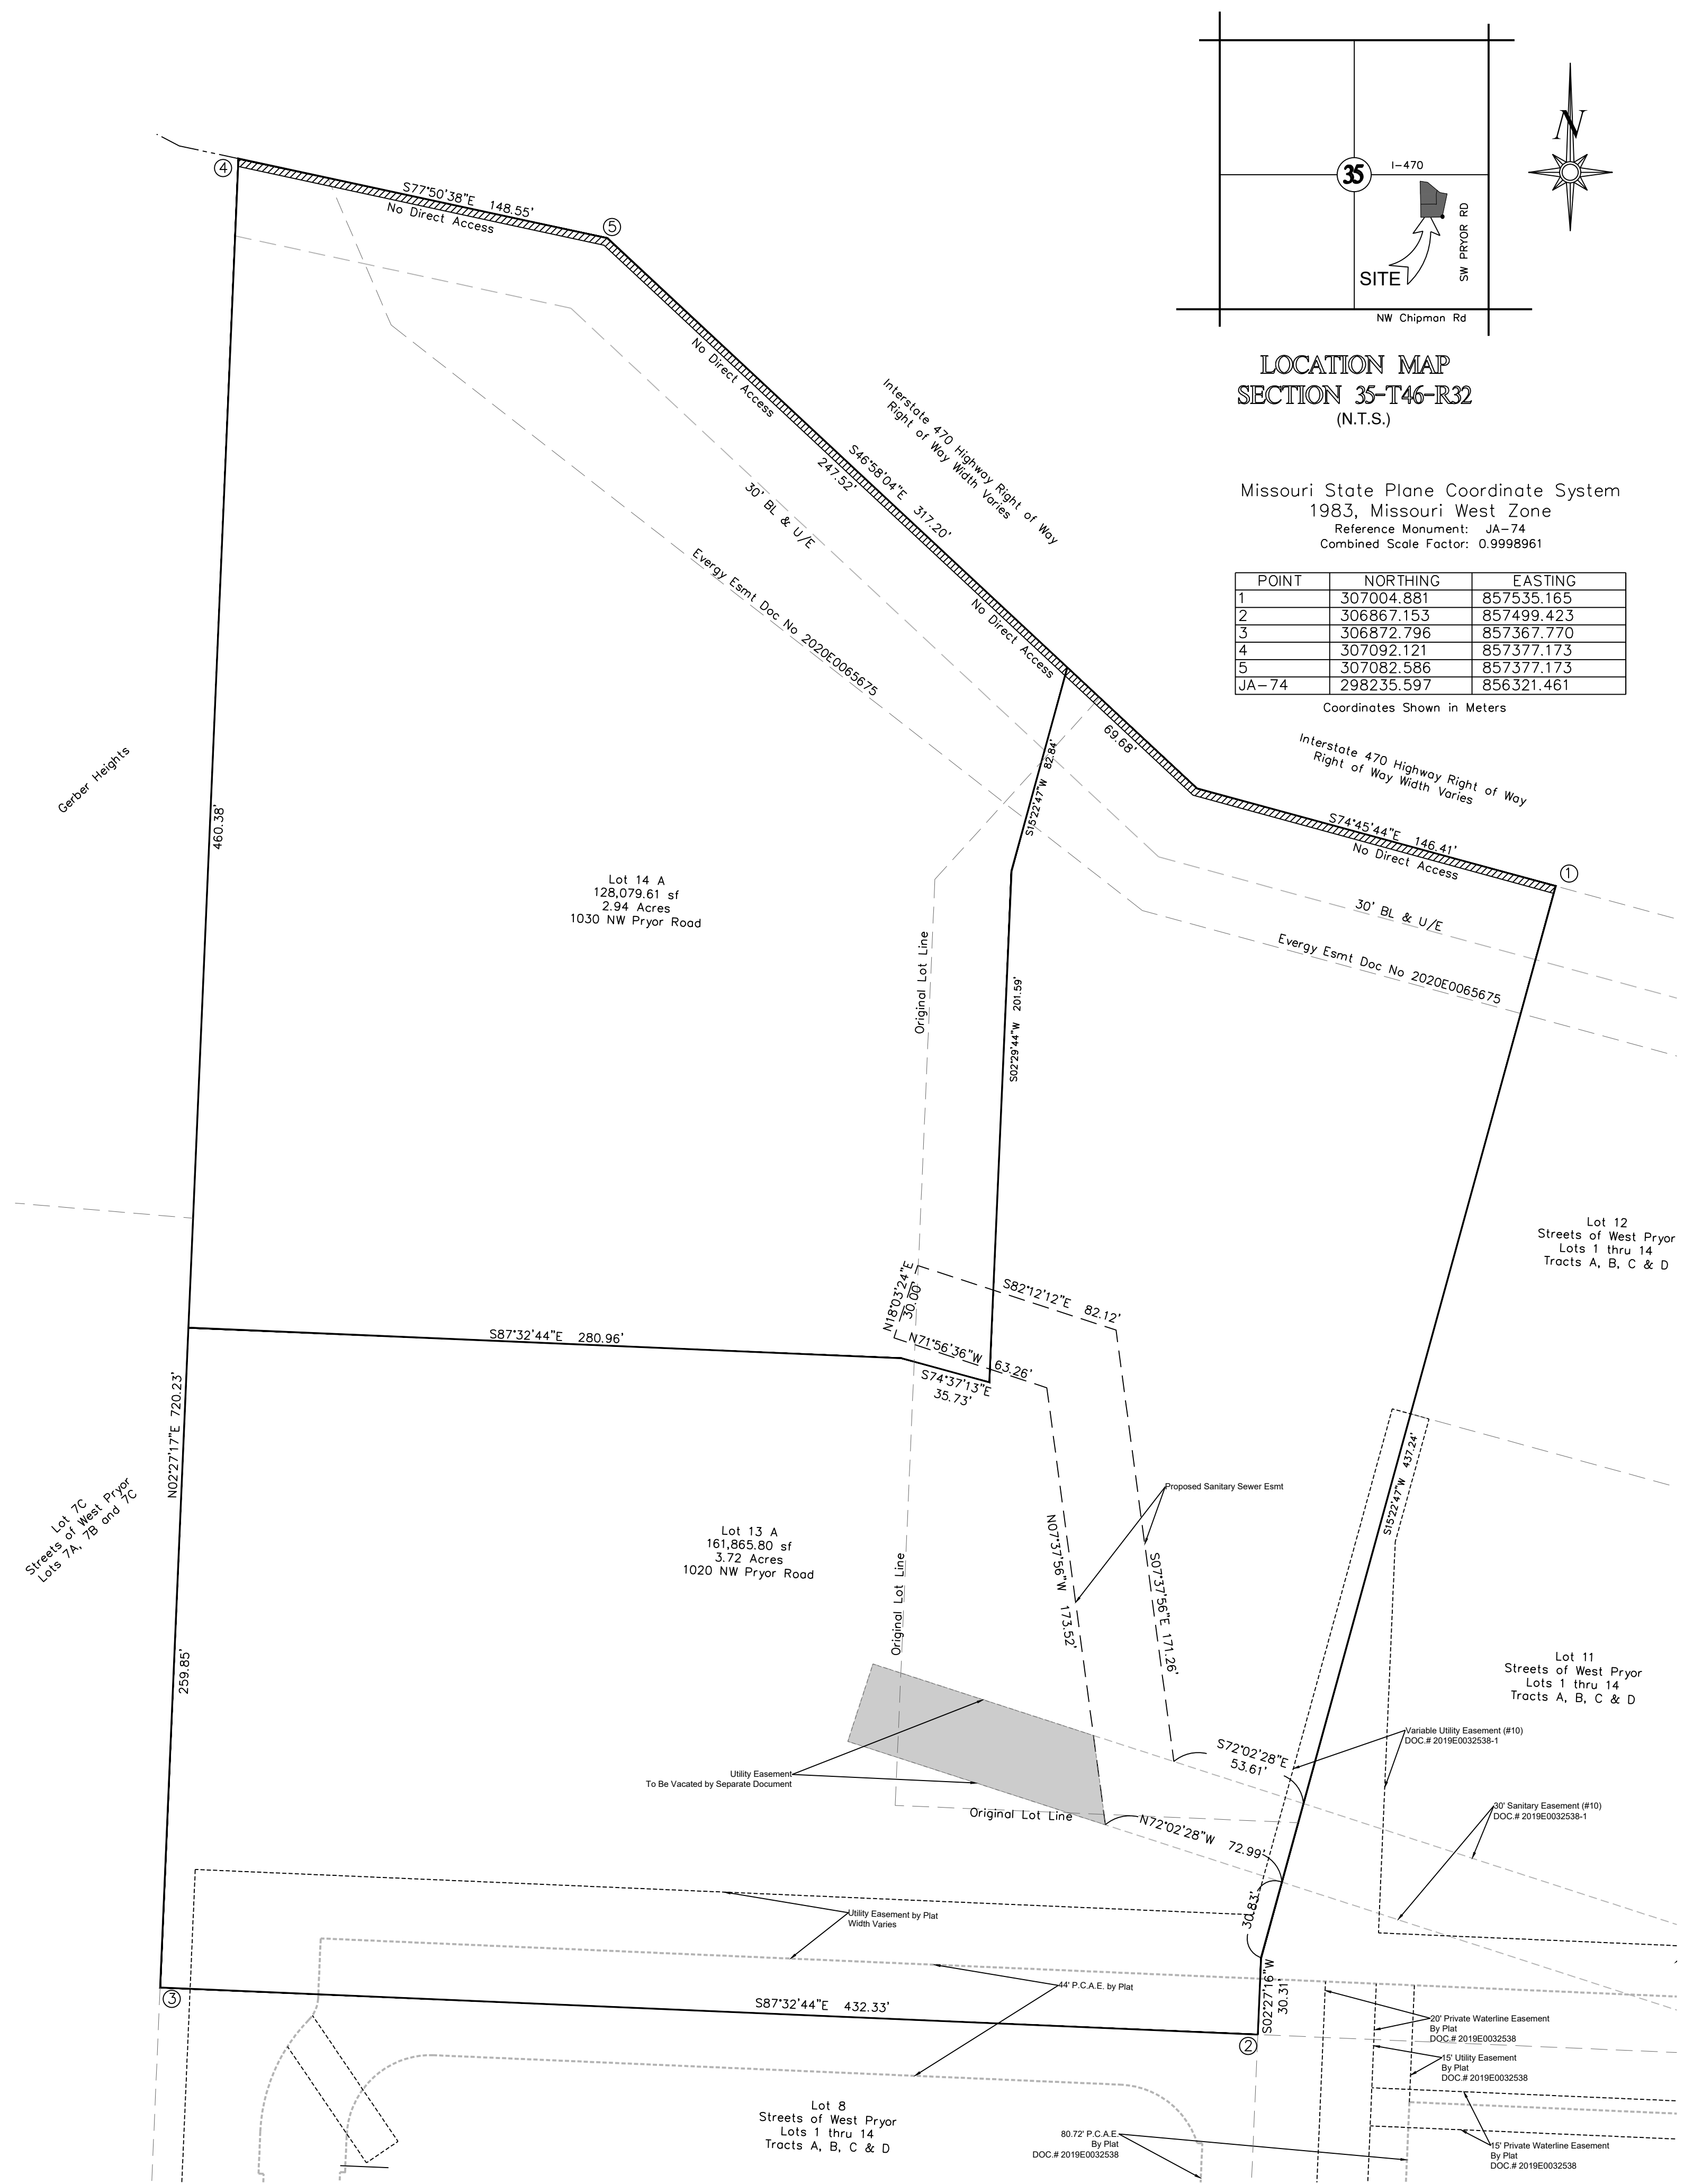 N
35
I-470
SW PRYOR RD
SITE
NW Chipman Rd
LOCATION MAP
SECTION 35-T46-R32
(N.T.S.)
Missouri State Plane Coordinate System
1983, Missouri West Zone
Reference Monument: JA-74
Combined Scale Factor: 0.9998961
POINT NORTHING EASTING
1 307004.881 857535.165
2 306867.153 857499.423
3 306872.796 857367.770
4 307092.121 857377.173
5 307082.586 857377.173
JA-74 298235.597 856321.461
Coordinates Shown in Meters
4
S77°50'38"E 148.55'
No Direct Access
5
No Direct Access
Interstate 470 Highway Right of Way
Right of Way Width Varies
S46°58'04"E 317.20'
247.52'
30' BL & U/E
Evergy Esmt Doc No 2020E0065675
No Direct Access
69.68'
S15°22'47"W 82.84'
Interstate 470 Highway Right of Way
Right of Way Width Varies
S74°45'44"E 146.41'
No Direct Access
1
30' BL & U/E
Evergy Esmt Doc No 2020E0065675
Gerber Heights
460.38'
Lot 14 A
128,079.61 sf
2.94 Acres
1030 NW Pryor Road
Original Lot Line
S02°29'44"W 201.59'
Lot 12
Streets of West Pryor
Lots 1 thru 14
Tracts A, B, C & D
N18°03'24"E
30.00'
S82°12'12"E 82.12'
N71°56'36"W 63.26'
S87°32'44"E 280.96'
S74°37'13"E
35.73'
N02°27'17"E 720.23'
S15°22'47"W 437.24'
Proposed Sanitary Sewer Esmt
Lot 7C
Streets of West Pryor
Lots 7A, 7B and 7C
Lot 13 A
161,865.80 sf
3.72 Acres
1020 NW Pryor Road
Original Lot Line
N07°37'56"W 173.52'
S07°37'56"E 171.26'
259.85'
Lot 11
Streets of West Pryor
Lots 1 thru 14
Tracts A, B, C & D
Variable Utility Easement (#10)
DOC.# 2019E0032538-1
S72°02'28"E
53.61'
Utility Easement
To Be Vacated by Separate Document
Original Lot Line
N72°02'28"W 72.99'
30' Sanitary Easement (#10)
DOC.# 2019E0032538-1
30.83'
Utility Easement by Plat
Width Varies
44' P.C.A.E. by Plat
S02°27'16"W
30.31'
3
S87°32'44"E 432.33'
2
20' Private Waterline Easement
By Plat
DOC.# 2019E0032538
15' Utility Easement
By Plat
DOC.# 2019E0032538
Lot 8
Streets of West Pryor
Lots 1 thru 14
Tracts A, B, C & D
80.72' P.C.A.E.
By Plat
DOC.# 2019E0032538
15' Private Waterline Easement
By Plat
DOC.# 2019E0032538